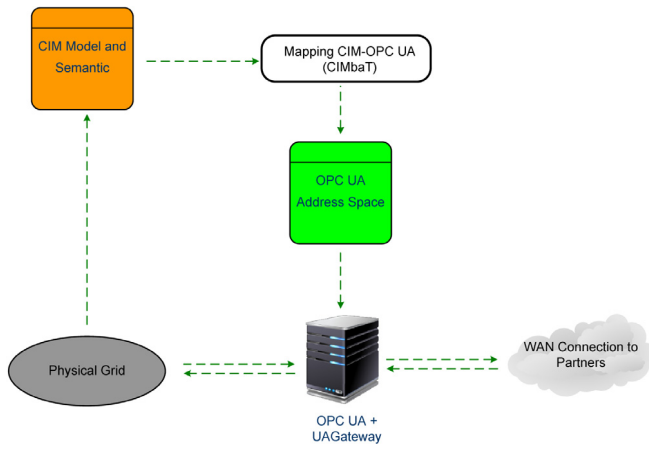 CIM Model and
Semantic
Mapping CIM-OPC UA
(CIMbaT)
OPC UA
Address Space
Physical Grid
WAN Connection to
Partners
OPC UA +
UAGateway